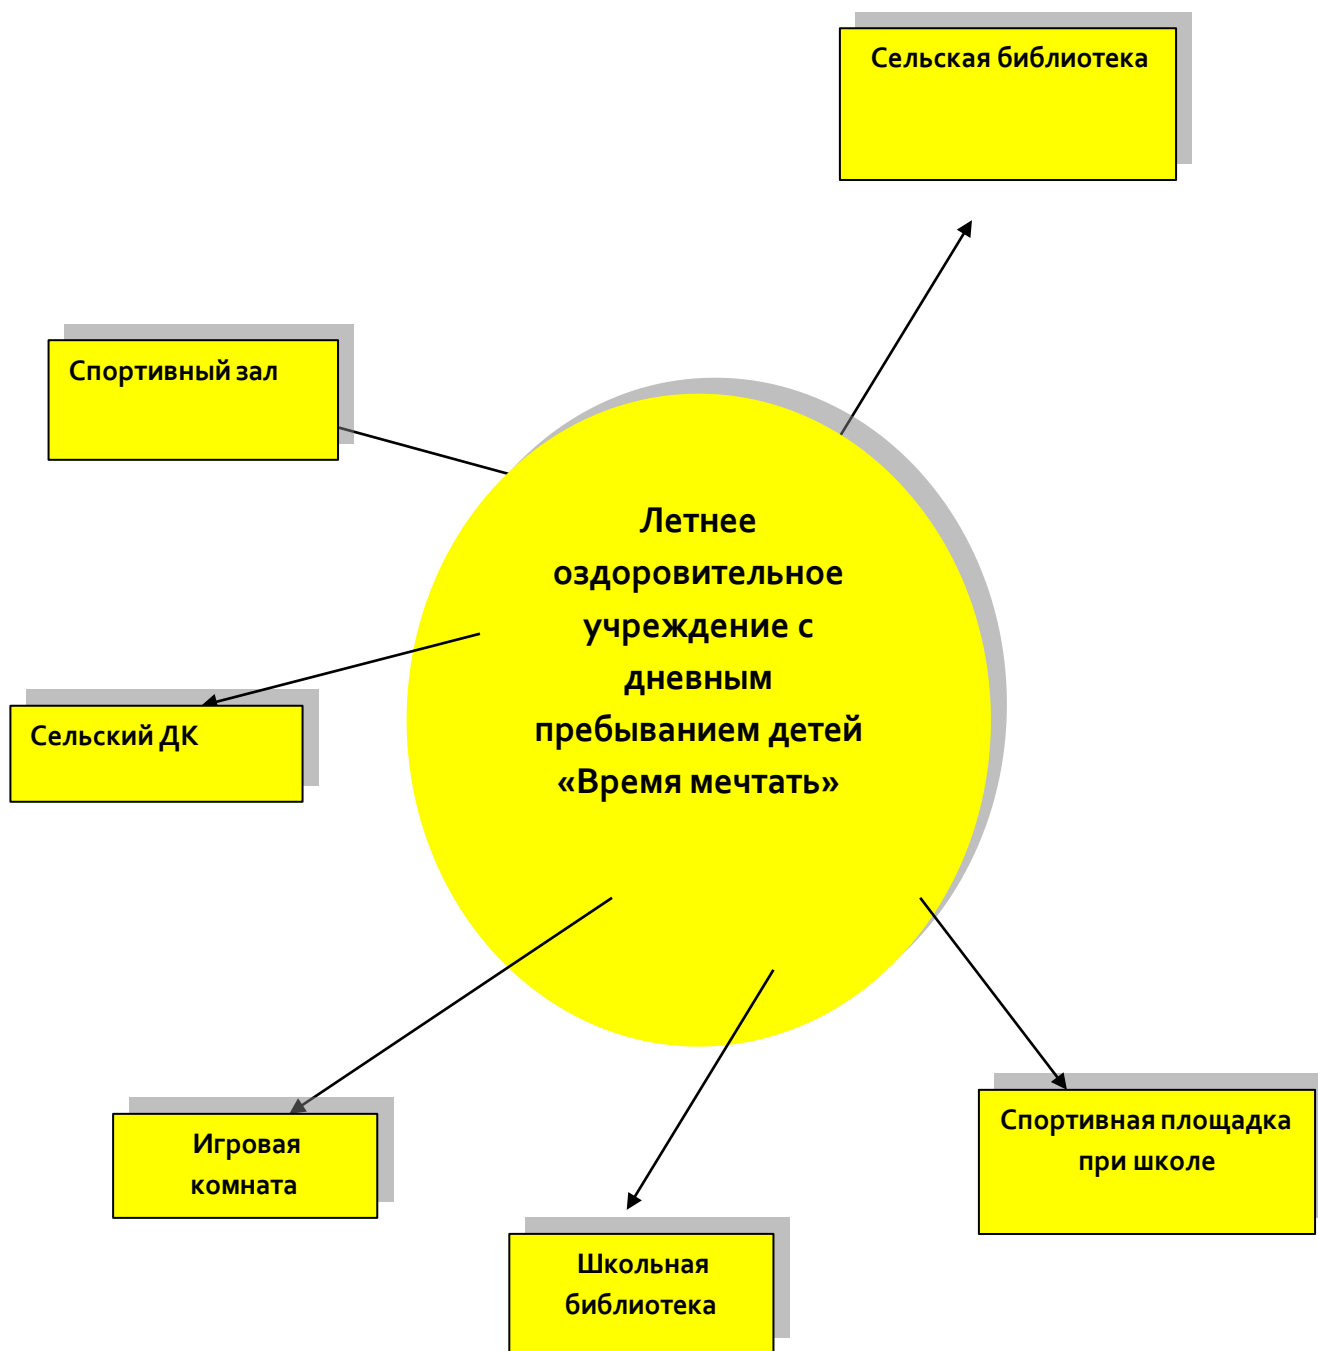 Сельская библиотека
Спортивный зал
Летнее
оздоровительное
учреждение с
дневным
пребыванием детей
«Время мечтать»
Сельский ДК
Игровая
комната
Спортивная площадка
при школе
Школьная
библиотека